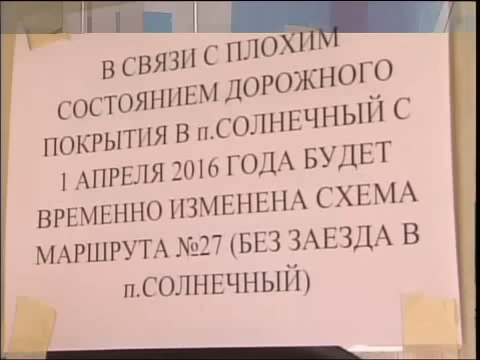 В СВЯЗИ С ПЛОХИМ
СОСТОЯНИЕМ ДОРОЖНОГО
ПОКРЫТИЯ В п.СОЛНЕЧНЫЙ С
1 АПРЕЛЯ 2016 ГОДА БУДЕТ
ВРЕМЕННО ИЗМЕНЕНА СХЕМА
МАРШРУТА №27 (БЕЗ ЗАЕЗДА В
п.СОЛНЕЧНЫЙ)